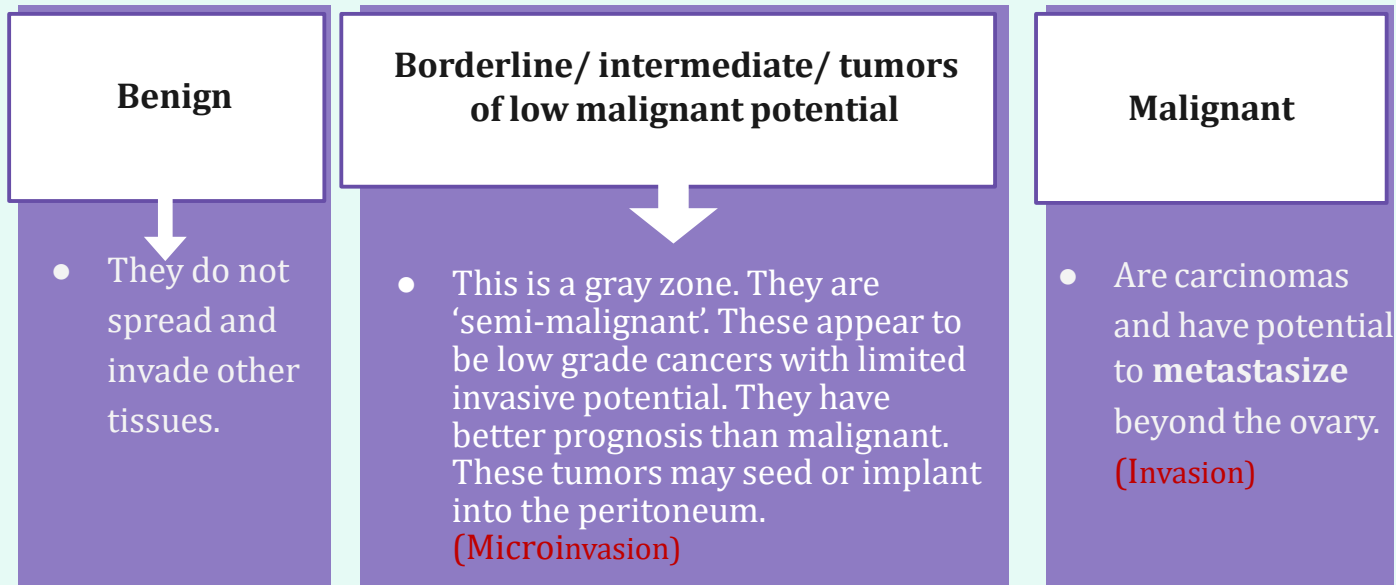 Benign
● They do not
spread and
invade other
tissues.
Borderline/ intermediate/ tumors
of low malignant potential
● This is a gray zone. They are
‘semi-malignant’. These appear to
be low grade cancers with limited
invasive potential. They have
better prognosis than malignant.
These tumors may seed or implant
into the peritoneum.
(Microinvasion)
Malignant
● Are carcinomas
and have potential
to metastasize
beyond the ovary.
(Invasion)